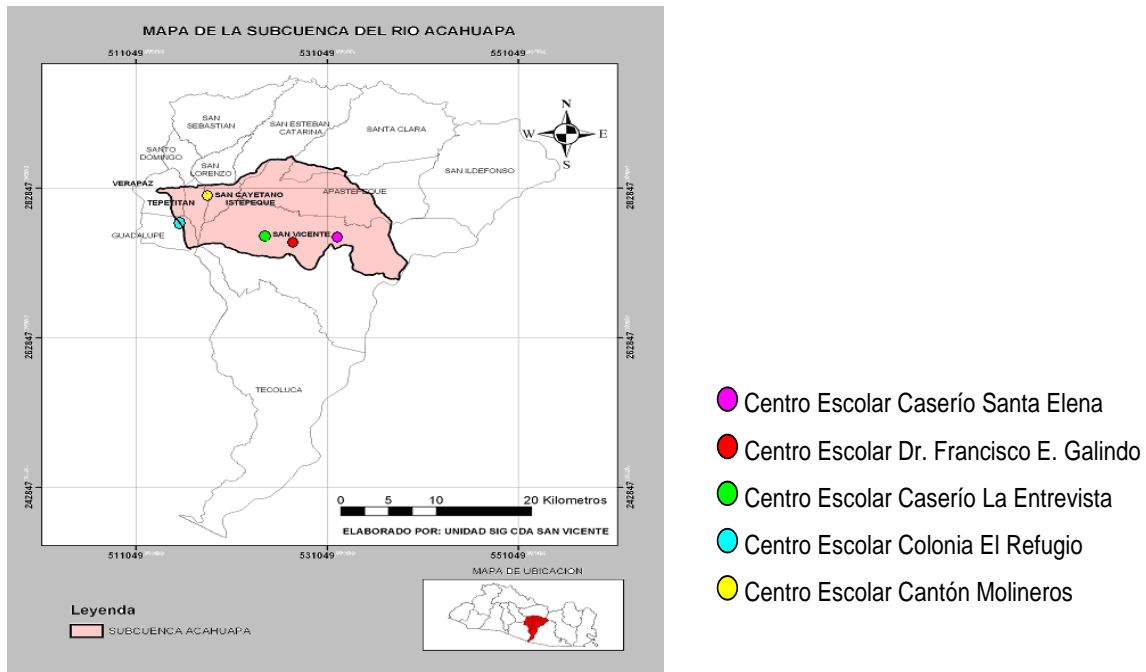 MAPA DE LA SUBCUENCA DEL RIO ACAHUAPA
511049
531049
551049
N
W
E
S
SAN
SEBASTIAN
SAN ESTEBAN
CATARINA
SANTA CLARA
SANTO
DOMINGO
SAN
LORENZO
SAN ILDEFONSO
VERAPAZ
APASTEPEQUE
SAN CAYETANO
ISTEPEQUE
TEPETITAN
GUADALUPE
SAN VICENTE
TECOLUCA
282847
282847
262847
262847
242847
242847
0 5 10 20 Kilometros
ELABORADO POR: UNIDAD SIG CDA SAN VICENTE
511049
531049
551049
MAPA DE UBICACION
Leyenda
SUBCUENCA ACAHUAPA
Centro Escolar Caserío Santa Elena
Centro Escolar Dr. Francisco E. Galindo
Centro Escolar Caserío La Entrevista
Centro Escolar Colonia El Refugio
Centro Escolar Cantón Molineros